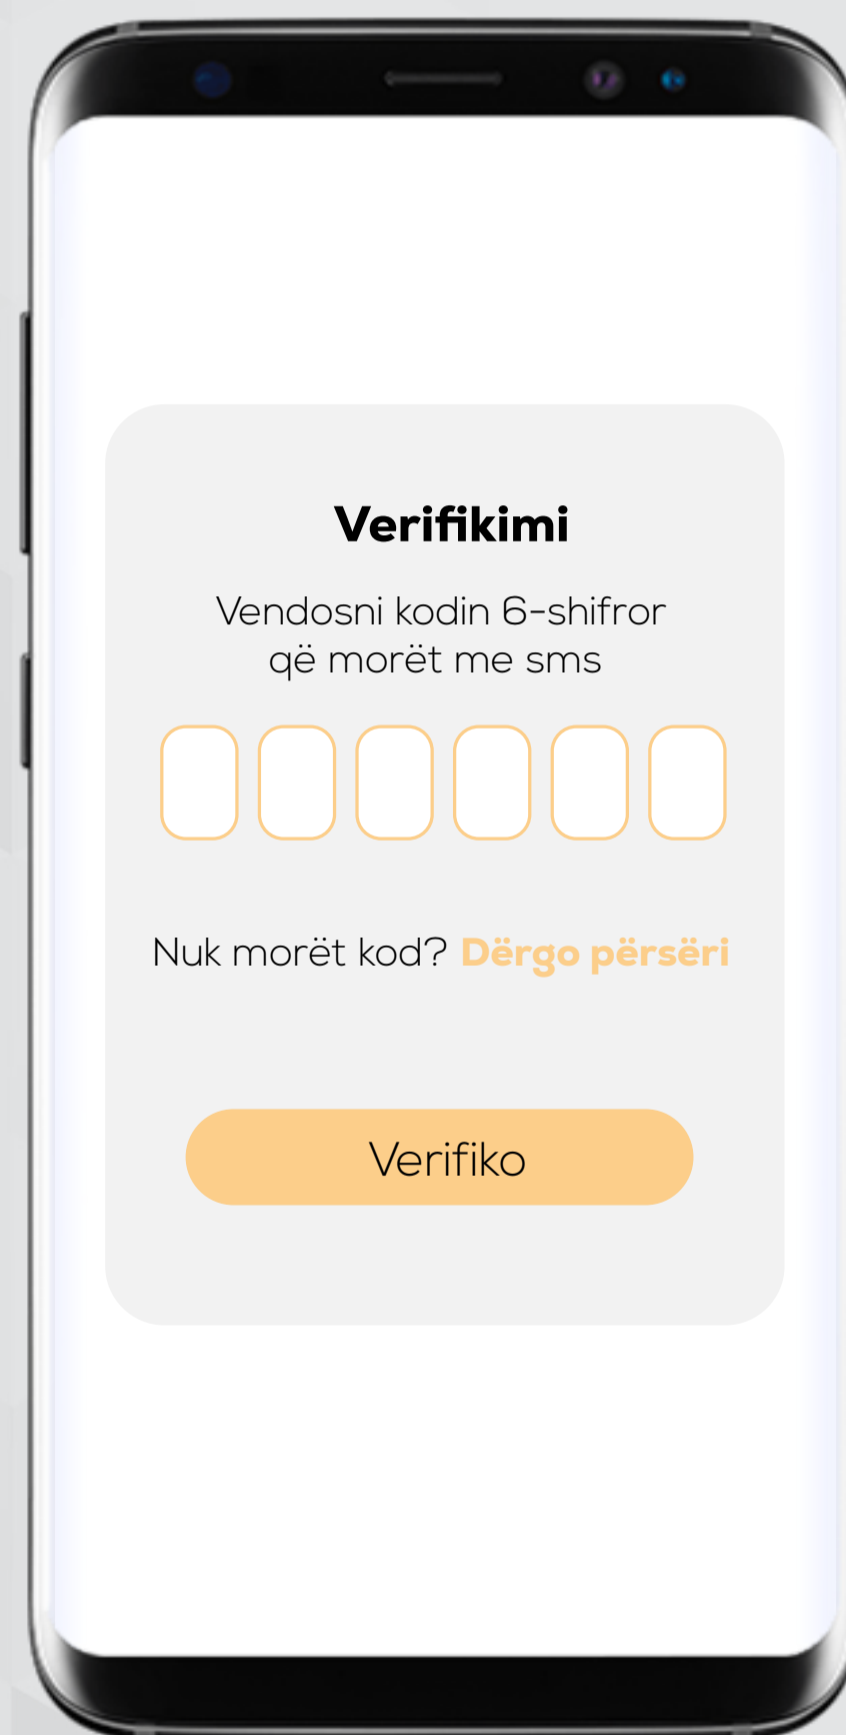 Verifikimi
Vendosni kodin 6-shifror
që morët me sms
Nuk morët kod? Dërgo përsëri
Verifiko